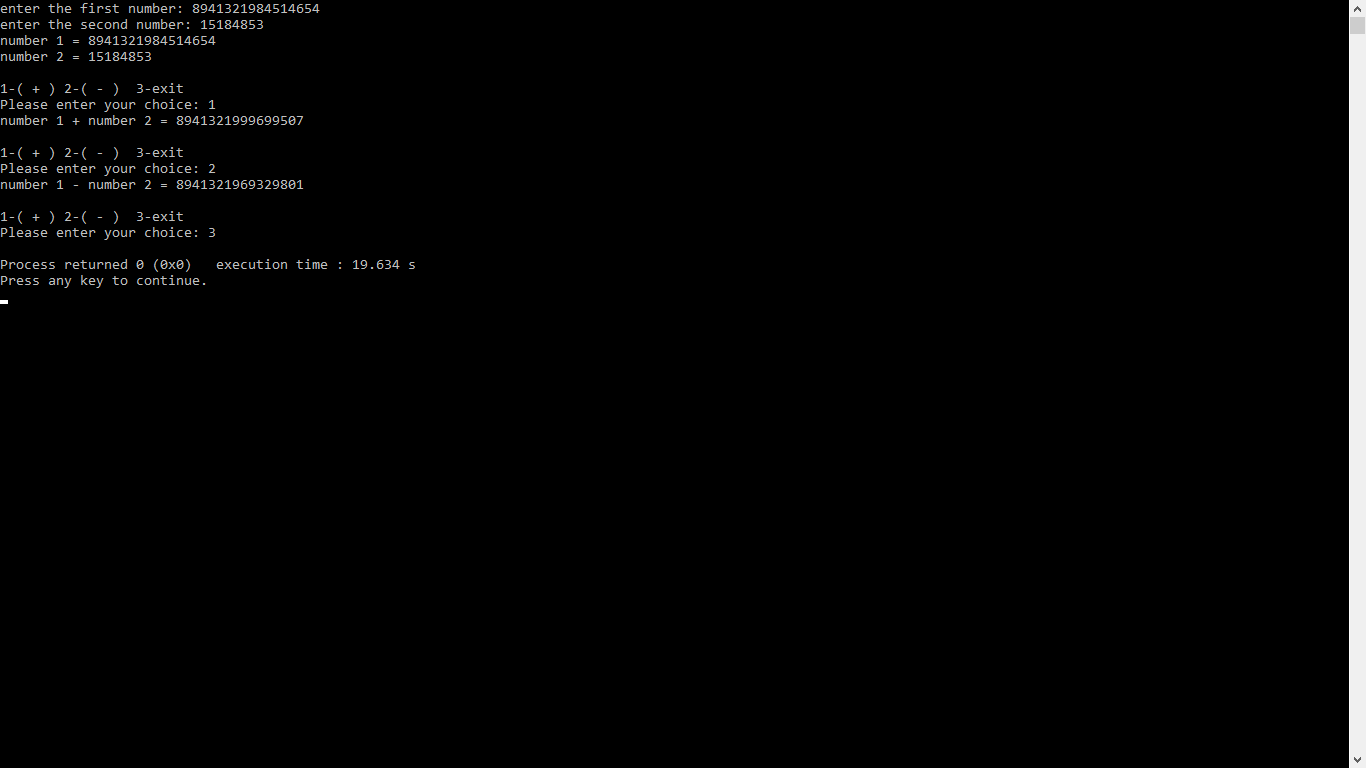 enter the first number: 8941321984514654
enter the second number: 15184853
number 1 = 8941321984514654
number 2 = 15184853
1-( + ) 2-( - )  3-exit
Please enter your choice: 1
number 1 + number 2 = 8941321999699507
1-( + ) 2-( - )  3-exit
Please enter your choice: 2
number 1 - number 2 = 8941321969329801
1-( + ) 2-( - )  3-exit
Please enter your choice: 3
Process returned 0 (0x0)   execution time : 19.634 s
Press any key to continue.